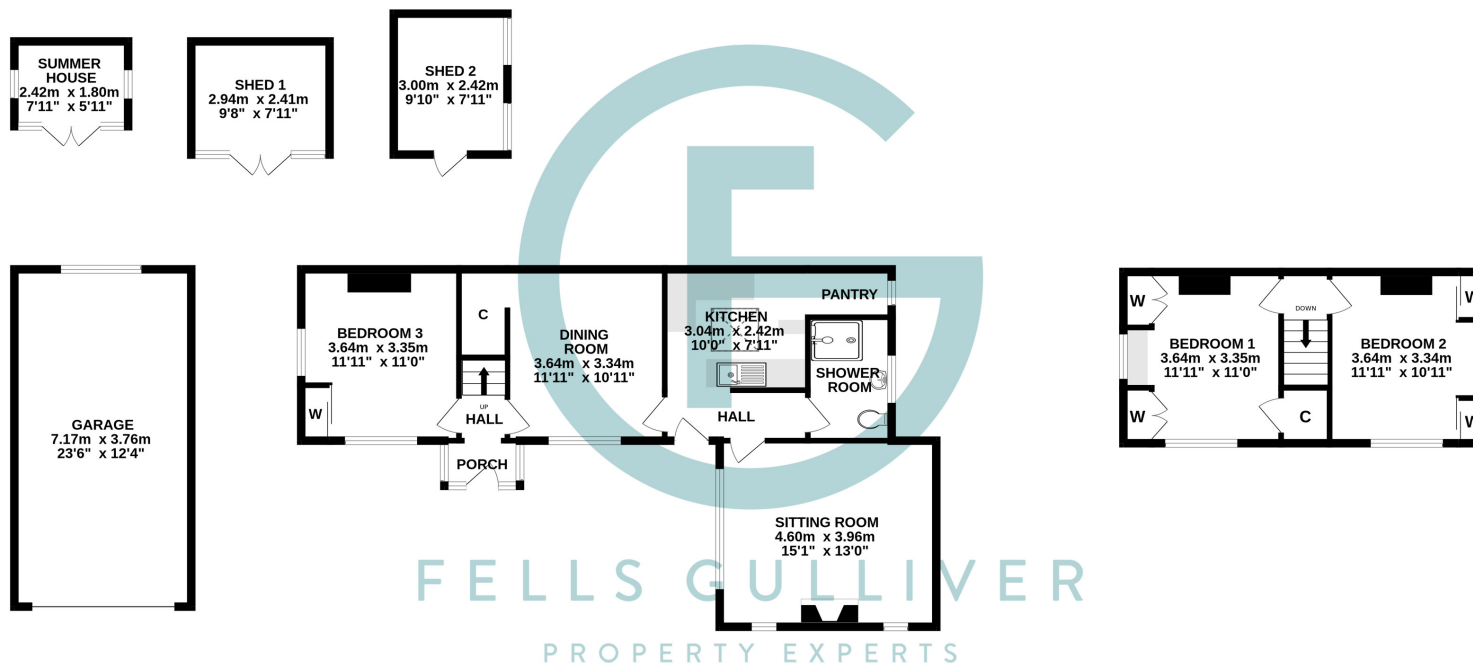 SUMMER
HOUSE
2.42m x 1.80m
7'11" x 5'11"
SHED 1
2.94m x 2.41m
9'8" x 7'11"
SHED 2
3.00m x 2.42m
9'10" x 7'11"
GARAGE
7.17m x 3.76m
23'6" x 12'4"
BEDROOM 3
3.64m x 3.35m
11'11" x 11'0"
W
C
UP
HALL
PORCH
DINING
ROOM
3.64m x 3.34m
11'11" x 10'11"
KITCHEN
3.04m x 2.42m
10'0" x 7'11"
PANTRY
SHOWER
ROOM
HALL
SITTING ROOM
4.60m x 3.96m
15'1" x 13'0"
W
W
BEDROOM 1
3.64m x 3.35m
11'11" x 11'0"
DOWN
C
BEDROOM 2
3.64m x 3.34m
11'11" x 10'11"
W
W
FELLS GULLIVER
PROPERTY EXPERTS